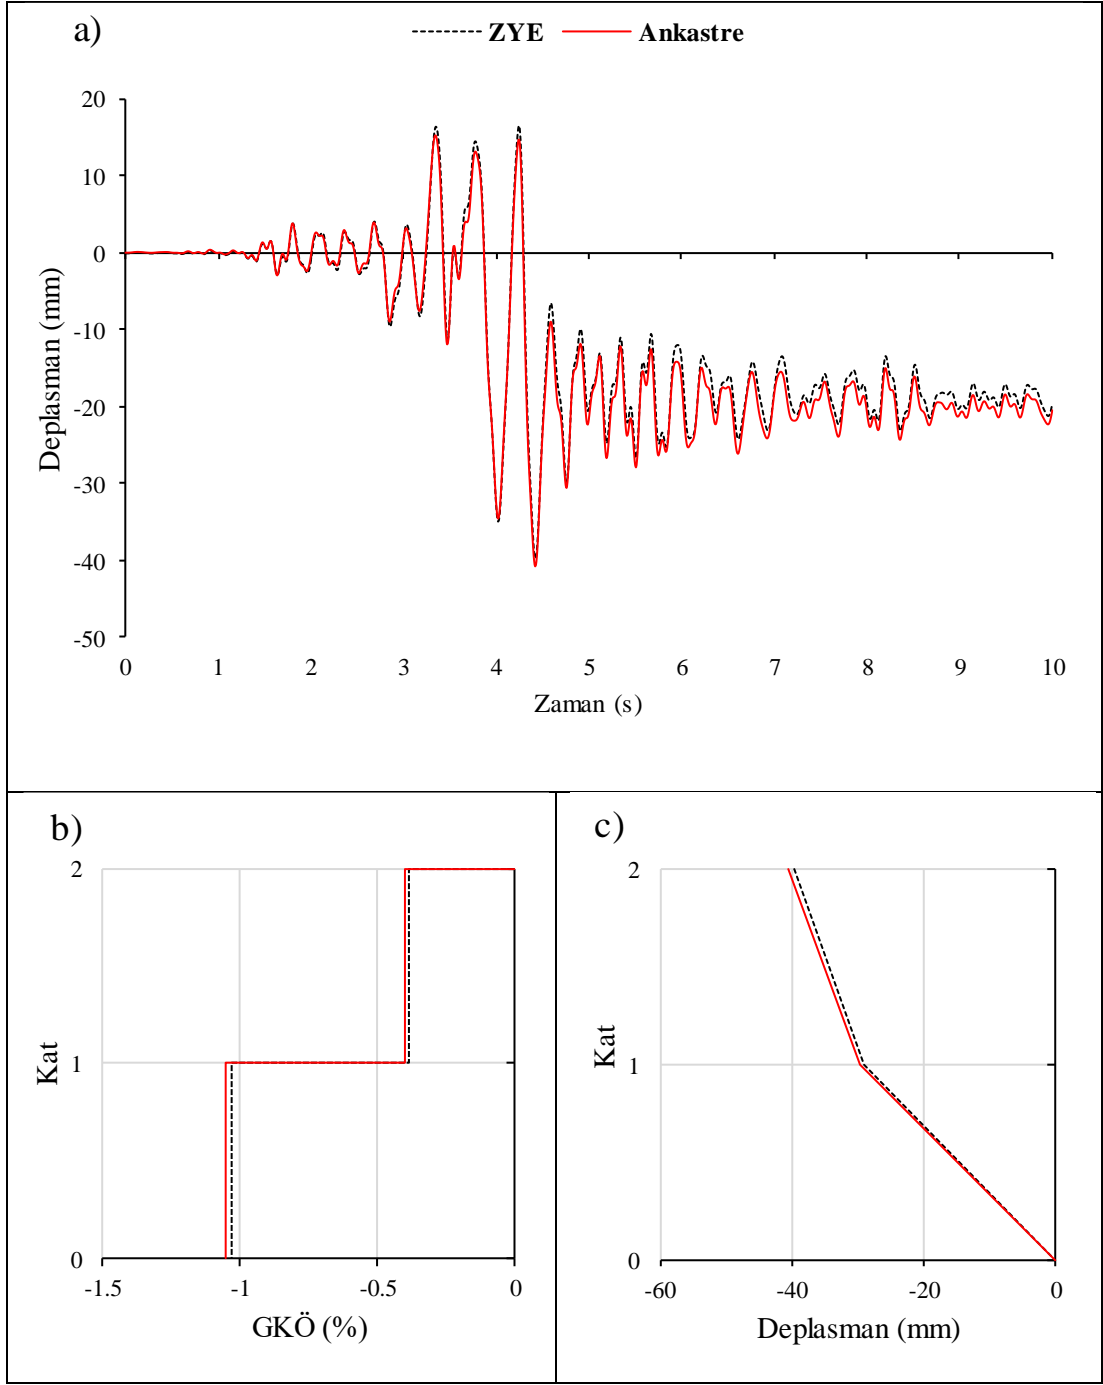 a)
ZYE Ankastre
20
10
0
-10
-20
-30
-40
-50
Deplasman (mm)
0 1 2 3 4 5 6 7 8 9 10
Zaman (s)
b)
2
1
0
Kat
-1.5 -1 -0.5 0
GKÖ (%)
c)
2
1
0
Kat
-60 -40 -20 0
Deplasman (mm)